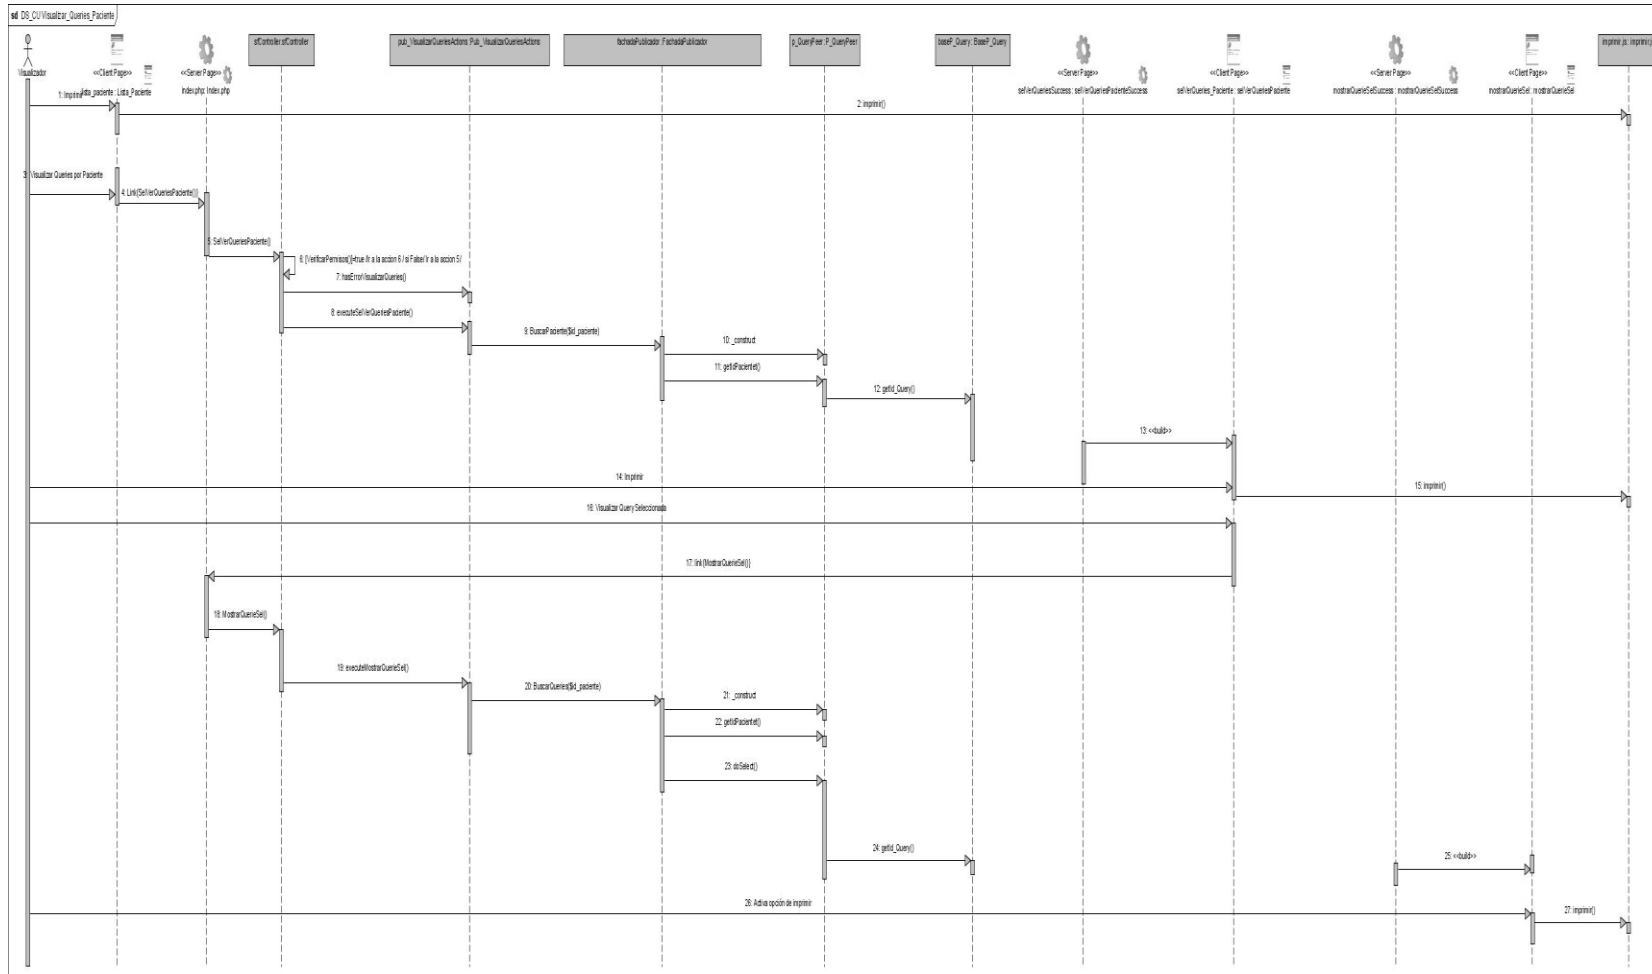 sd DS_CU Visualizar_Queries_Paciente
Visualizador
<<Client Page>>
lista_paciente : Lista_Paciente
<<Server Page>>
index.php: Index.php
sfController:sfController
pub_VisualizarQueriesActions : Pub_VisualizarQueriesActions
fachadaPublicador : FachadaPublicador
p_QueryPeer : P_QueryPeer
baseP_Query : BaseP_Query
<<Server Page>>
selVerQueriesSuccess : selVerQueriesPacienteSuccess
<<Client Page>>
selVerQueries_Paciente : selVerQueriesPaciente
<<Server Page>>
mostrarQuerieSelSuccess : mostrarQuerieSelSuccess
<<Client Page>>
mostrarQuerieSel : mostrarQuerieSel
imprimir.js : imprimir.j
1: Imprimir
2: imprimir()
3: Visualizar Queries por Paciente
4: Link{SelVerQueriesPaciente()}
5: SelVerQueriesPaciente()
6: [VerificarPermisos()]=true /Ir a la accion 6 / si False/ Ir a la accion 5/
7: hasErrorVisualizarQueries()
8: executeSelVerQueriesPaciente()
9: BuscarPaciente($id_paciente)
10: _construct
11: getIdPacientet()
12: getId_Query()
13: <<build>>
14: Imprimir
15: imprimir()
16: Visualizar Query Seleccionada
17: link{MostrarQuerieSel()}
18: MostrarQuerieSel()
19: executeMostrarQuerieSel()
20: BuscarQueries($id_paciente)
21: _construct
22: getIdPacientet()
23: doSelect()
24: getId_Query()
25: <<build>>
26: Activa opción de imprimir
27: imprimir()